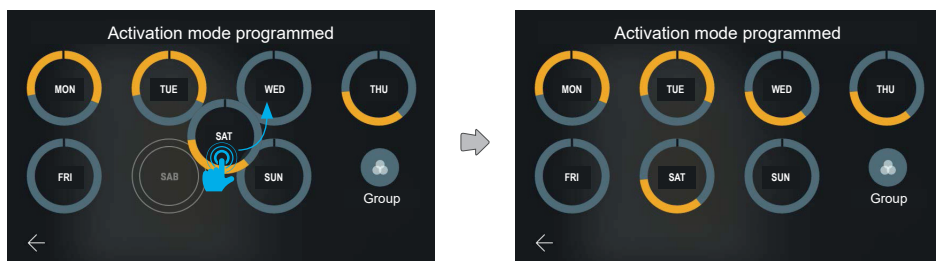 Activation mode programmed
MON TUE WED THU
SAT
FRI SAB SUN
Group
Activation mode programmed
MON TUE WED THU
FRI SAT SUN
Group